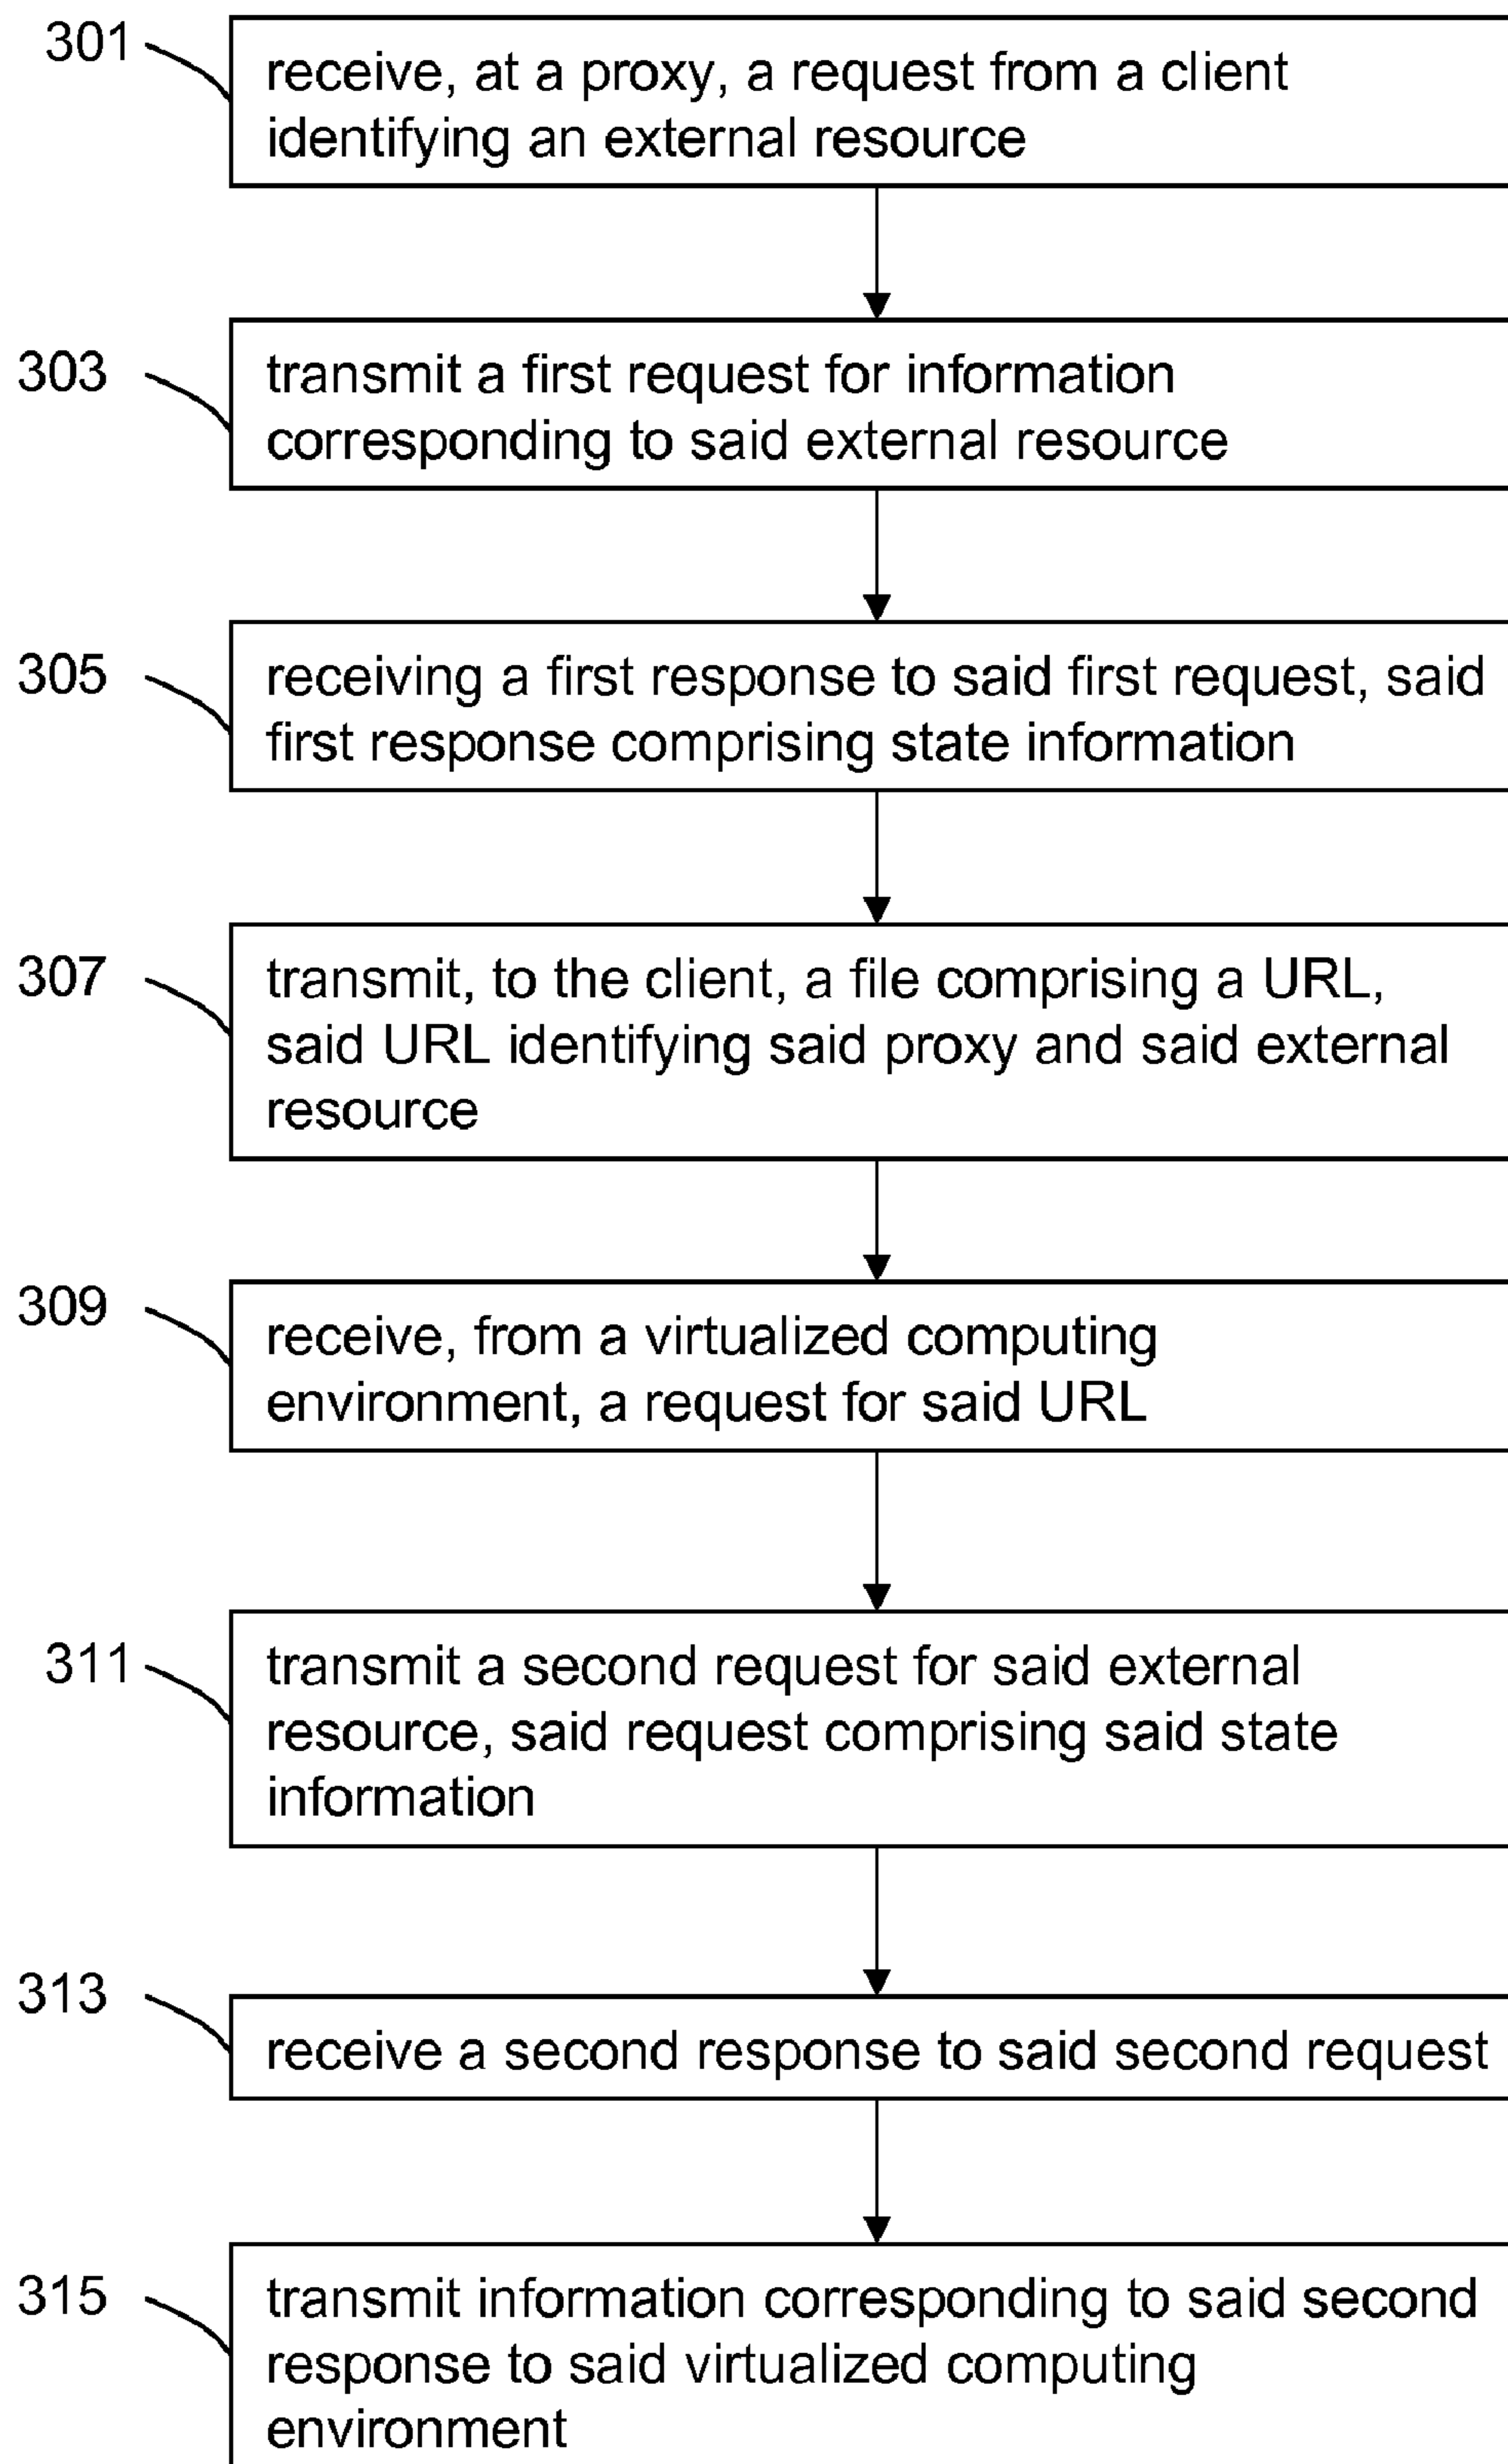 301
receive, at a proxy, a request from a client
identifying an external resource
303
transmit a first request for information
corresponding to said external resource
305
receiving a first response to said first request, said
first response comprising state information
307
transmit, to the client, a file comprising a URL,
said URL identifying said proxy and said external
resource
309
receive, from a virtualized computing
environment, a request for said URL
311
transmit a second request for said external
resource, said request comprising said state
information
313
receive a second response to said second request
315
transmit information corresponding to said second
response to said virtualized computing
environment